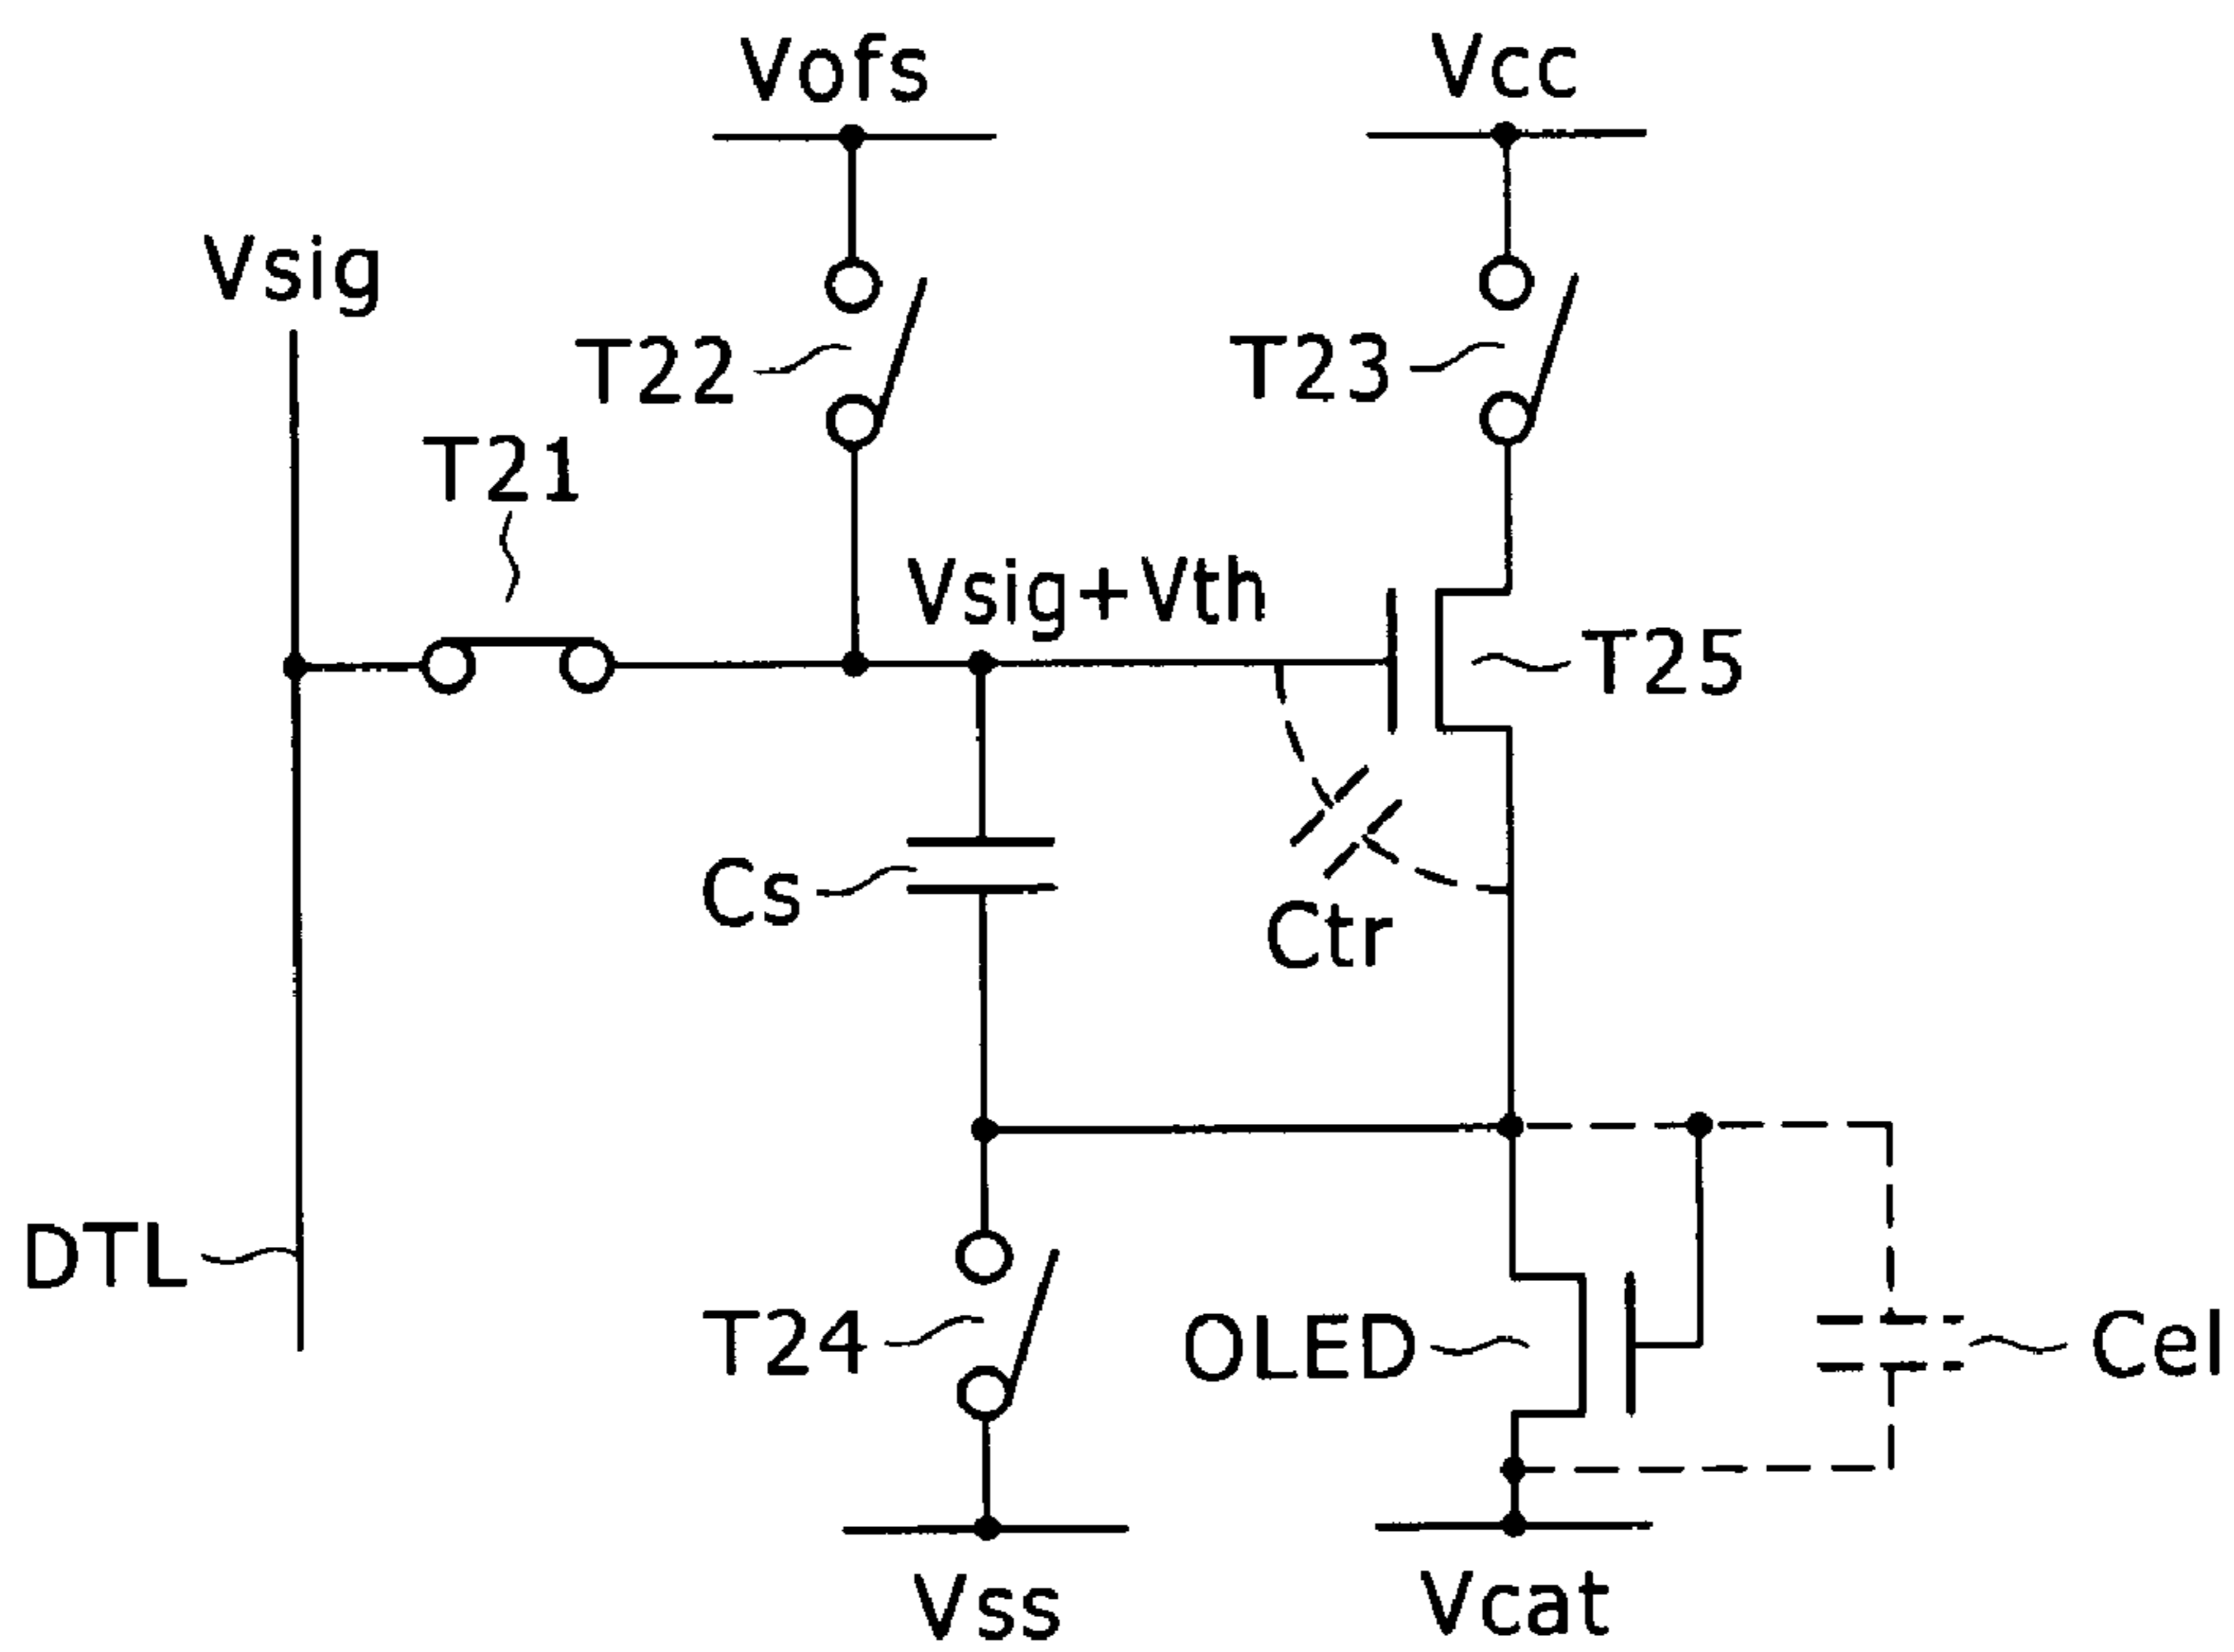 Vofs
Vcc
Vsig
T22
T23
T21
Vsig+Vth
T25
Cs
Ctr
DTL
T24
OLED
Cel
Vss
Vcat